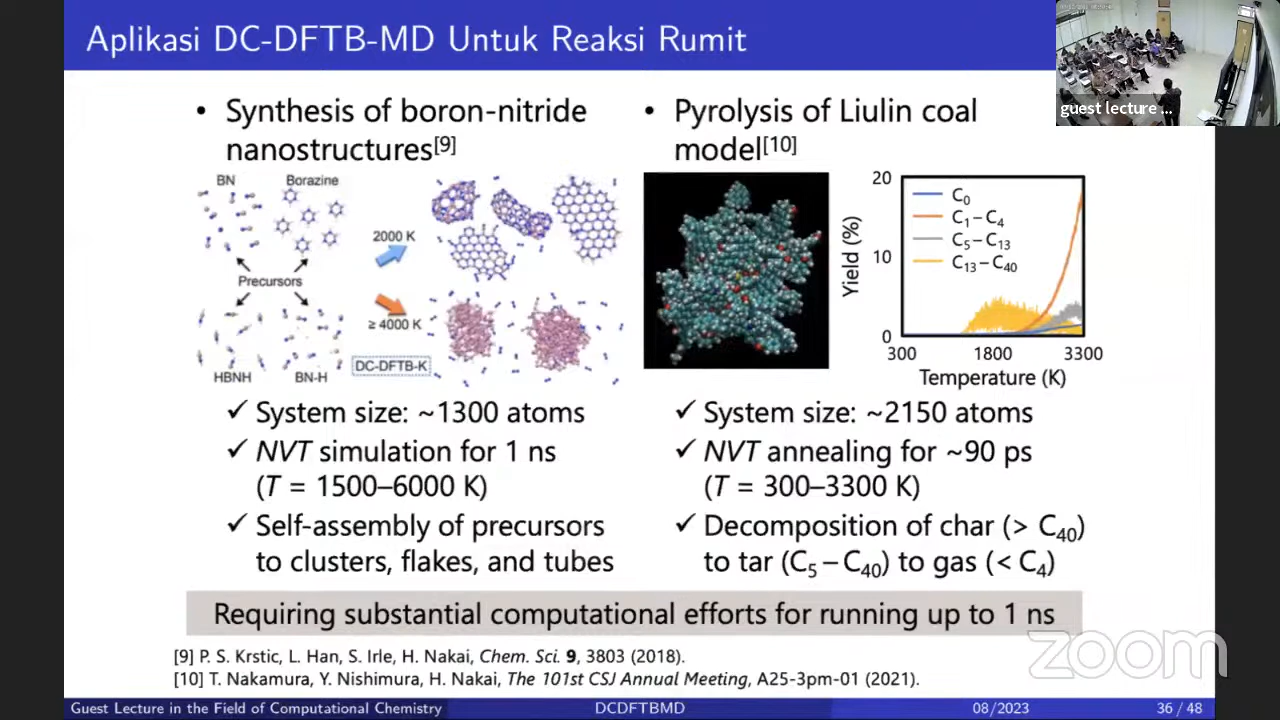 Aplikasi DC-DFTB-MD Untuk Reaksi Rumit
guest lecture ...
• Synthesis of boron-nitride
nanostructures[9]
BN
Borazine
2000 K
Precursors
≥ 4000 K
HBNH
BN-H
DC-DFTB-K
✓ System size: ~1300 atoms
✓ NVT simulation for 1 ns
(T = 1500–6000 K)
✓ Self-assembly of precursors
to clusters, flakes, and tubes
• Pyrolysis of Liulin coal
model[10]
20
10
0
Yield (%)
C0
C1 – C4
C5 – C13
C13 – C40
300
1800
3300
Temperature (K)
✓ System size: ~2150 atoms
✓ NVT annealing for ~90 ps
(T = 300–3300 K)
✓ Decomposition of char (> C40)
to tar (C5 – C40) to gas (< C4)
Requiring substantial computational efforts for running up to 1 ns
zoom
[9] P. S. Krstic, L. Han, S. Irle, H. Nakai, Chem. Sci. 9, 3803 (2018).
[10] T. Nakamura, Y. Nishimura, H. Nakai, The 101st CSJ Annual Meeting, A25-3pm-01 (2021).
Guest Lecture in the Field of Computational Chemistry
DCDFTBMD
08/2023
36 / 48